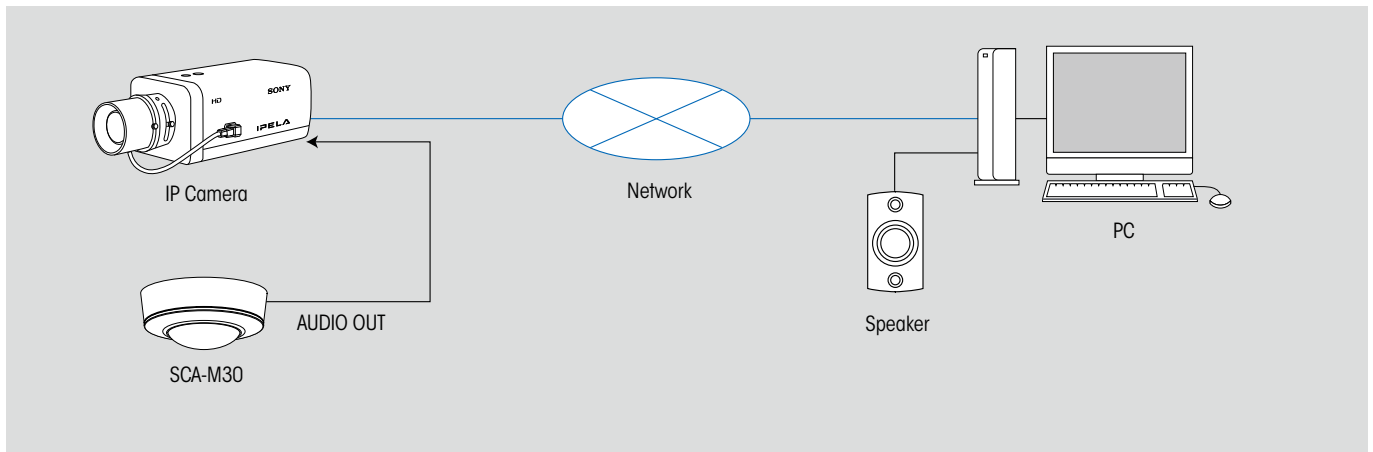 HD
SONY
IPELA
IP Camera
Network
PC
Speaker
AUDIO OUT
SCA-M30